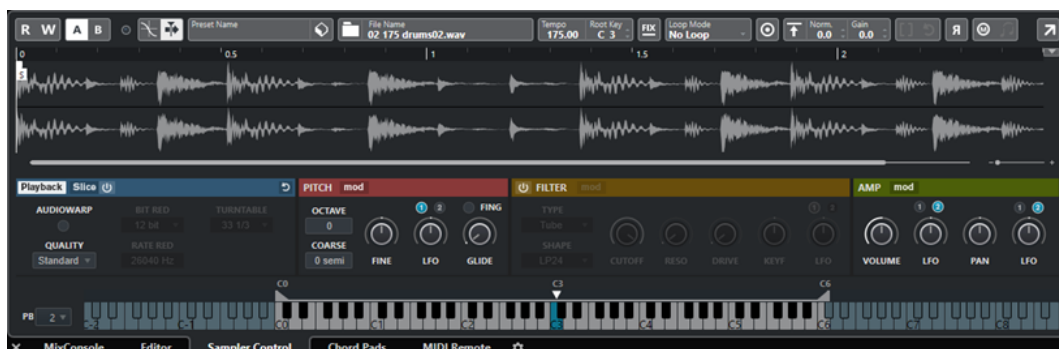 R W A B Preset Name File Name Tempo Root Key FIX Loop Mode Norm. Gain
02 175 drums02.wav 175.00 C 3 No Loop 0.0 0.0
0 0.5 1 1.5 2
S
Playback Slice PITCH mod FILTER mod AMP mod
AUDIOWARP BIT RED TURNTABLE OCTAVE 1 2 FING TYPE 1 2 1 2 1 2
12 bit 33 1/3 0 Tube
QUALITY RATE RED COARSE SHAPE
Standard 26040 Hz 0 semi FINE LFO GLIDE LP24 CUTOFF RESO DRIVE KEYF LFO VOLUME LFO PAN LFO
C0 C3 C6
PB 2
C-2 C-1 C0 C1 C2 C3 C4 C5 C6 C7 C8
MixConsole Editor Sampler Control Chord Pads MIDI Remote